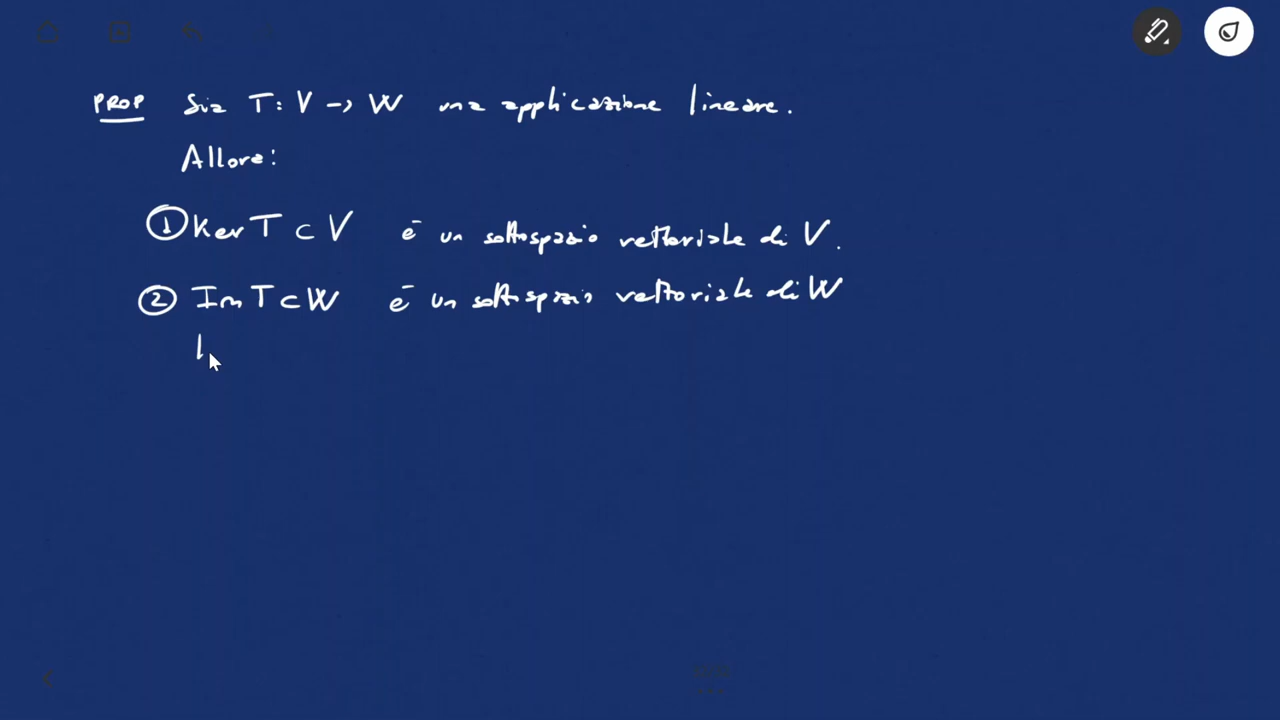 PROP Sia T: V → W una applicazione lineare.
Allora:
① Ker T ⊂ V è un sottospazio vettoriale di V.
② Im T ⊂ W è un sottospazio vettoriale di W